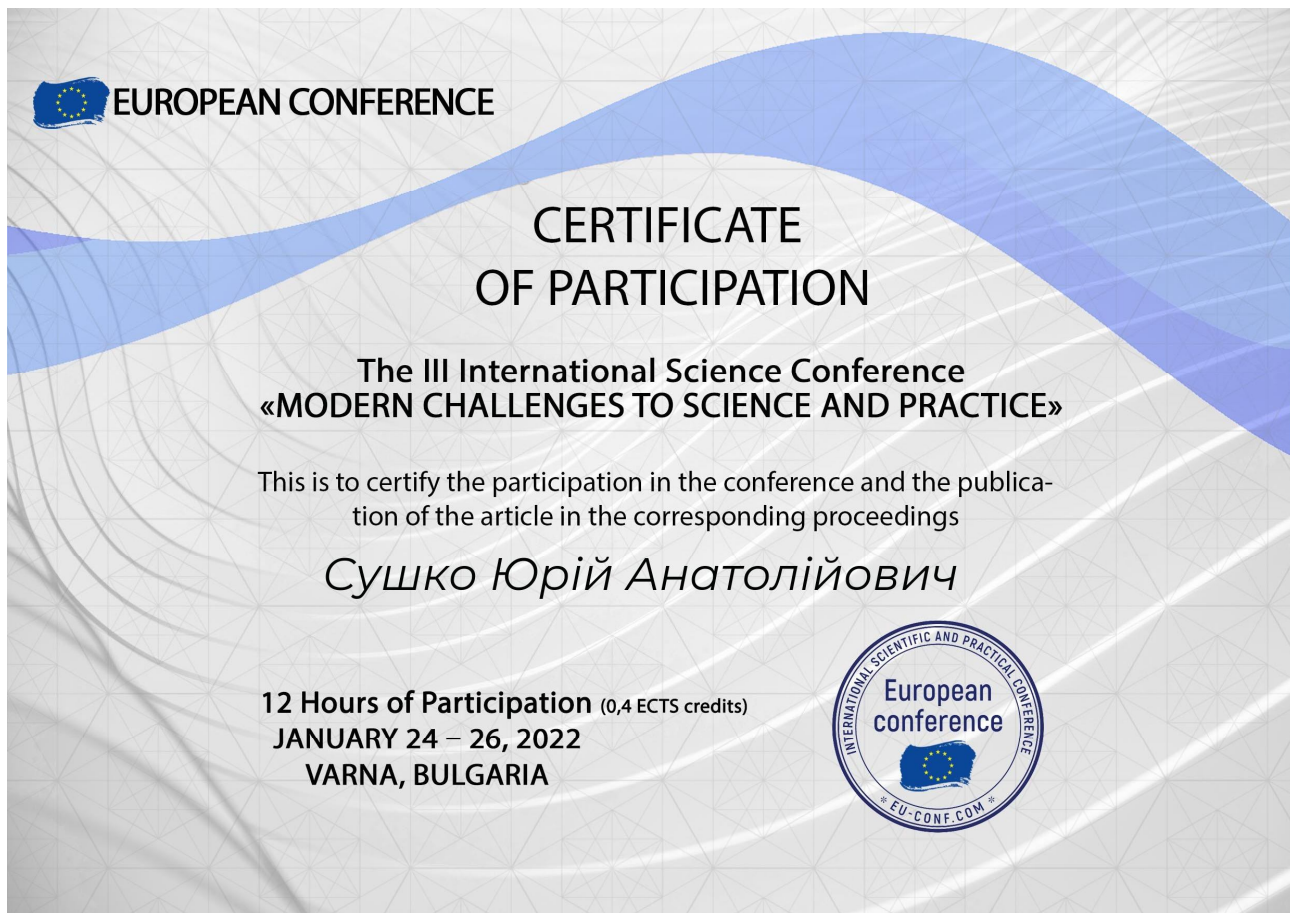 EUROPEAN CONFERENCE
CERTIFICATE
OF PARTICIPATION
The III International Science Conference
«MODERN CHALLENGES TO SCIENCE AND PRACTICE»
This is to certify the participation in the conference and the publica-
tion of the article in the corresponding proceedings
Сушко Юрій Анатолійович
12 Hours of Participation (0,4 ECTS credits)
JANUARY 24 – 26, 2022
VARNA, BULGARIA
INTERNATIONAL SCIENTIFIC AND PRACTICAL CONFERENCE
European
conference
* EU-CONF.COM *